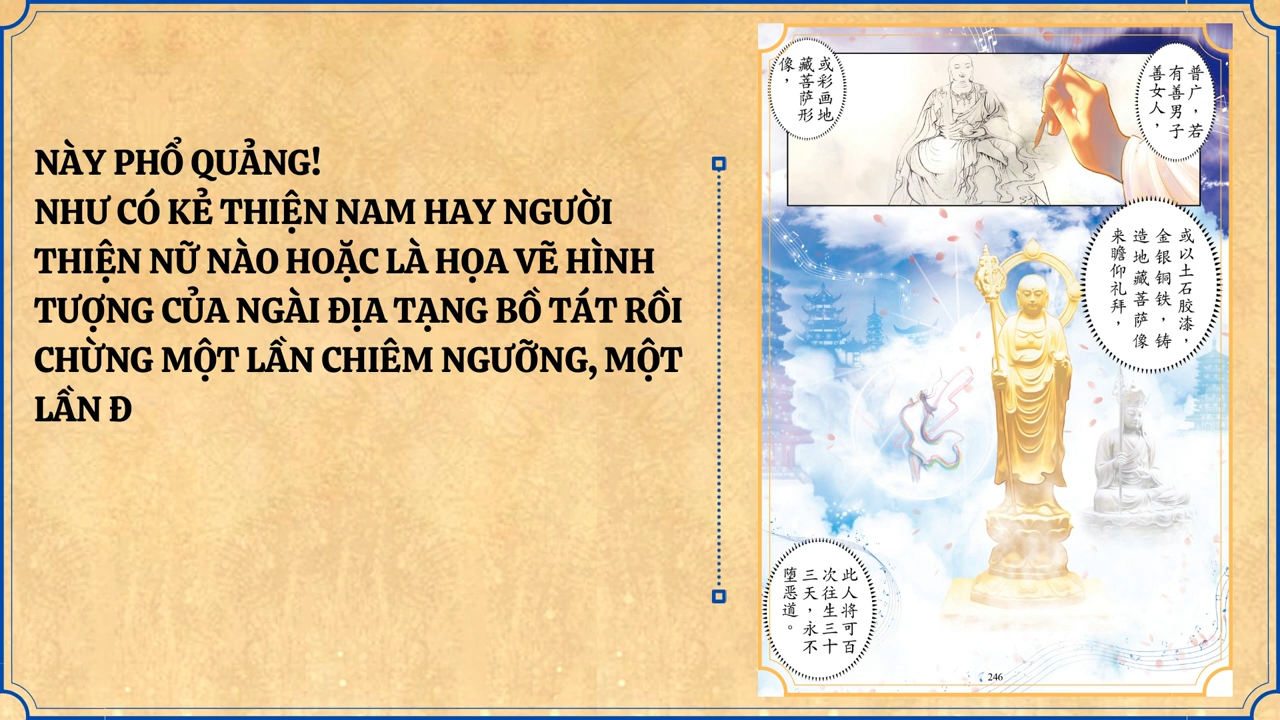 NÀY PHỔ QUẢNG!
NHƯ CÓ KẺ THIỆN NAM HAY NGƯỜI
THIỆN NỮ NÀO HOẶC LÀ HỌA VẼ HÌNH
TƯỢNG CỦA NGÀI ĐỊA TẠNG BỒ TÁT RỒI
CHỪNG MỘT LẦN CHIÊM NGƯỠNG, MỘT
LẦN Đ
普广，若
有善男子
善女人，
或彩画地
藏菩萨形
像，
或以土石胶漆，
金银铜铁，铸
造地藏菩萨像
来瞻仰礼拜，
此人将可百
次往生三十
三天，永不
堕恶道。
246